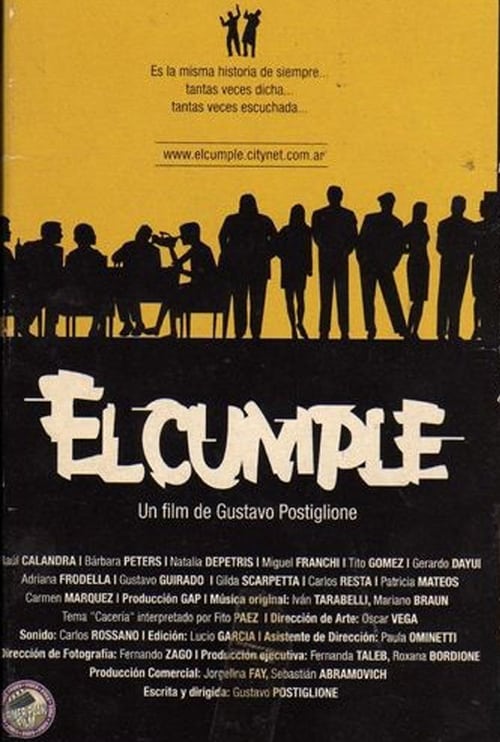 Es la misma historia de siempre...
tantas veces dicha...
tantas veces escuchada...
www.elcumple.citynet.com.ar
EL CUMPLE
Un film de Gustavo Postiglione
aúl CALANDRA | Bárbara PETERS | Natalia DEPETRIS | Miguel FRANCHI | Tito GOMEZ | Gerardo DAYUI
Adriana FRODELLA | Gustavo GUIRADO | Gilda SCARPETTA | Carlos RESTA | Patricia MATEOS
Carmen MARQUEZ | Producción GAP | Música original: Iván TARABELLI, Mariano BRAUN
Tema "Cacería" interpretado por Fito PAEZ | Dirección de Arte: Oscar VEGA
Sonido: Carlos ROSSANO | Edición: Lucio GARCIA | Asistente de Dirección: Paula OMINETTI
Dirección de Fotografía: Fernando ZAGO | Producción ejecutiva: Fernanda TALEB, Roxana BORDIONE
Producción Comercial: Jorgelina FAY, Sebastián ABRAMOVICH
Escrita y dirigida: Gustavo POSTIGLIONE